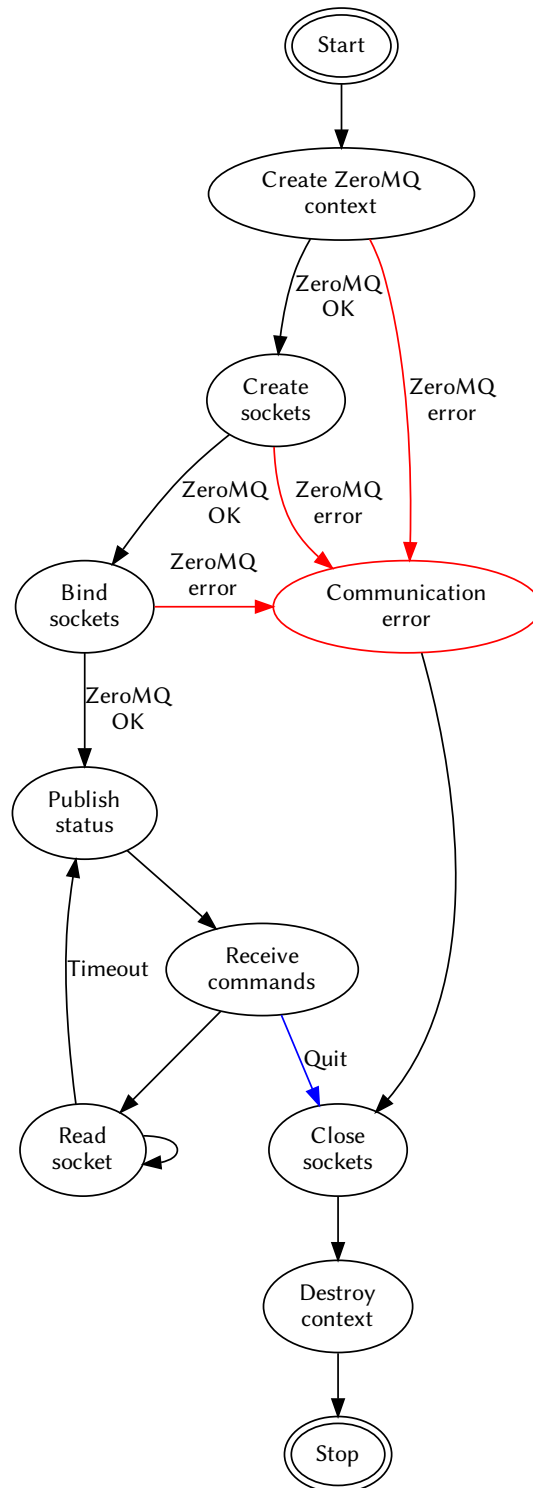 Start
Create ZeroMQ
context
ZeroMQ
OK
ZeroMQ
error
Create
sockets
ZeroMQ
OK
ZeroMQ
error
ZeroMQ
error
Bind
sockets
Communication
error
ZeroMQ
OK
Publish
status
Timeout
Receive
commands
Quit
Read
socket
Close
sockets
Destroy
context
Stop